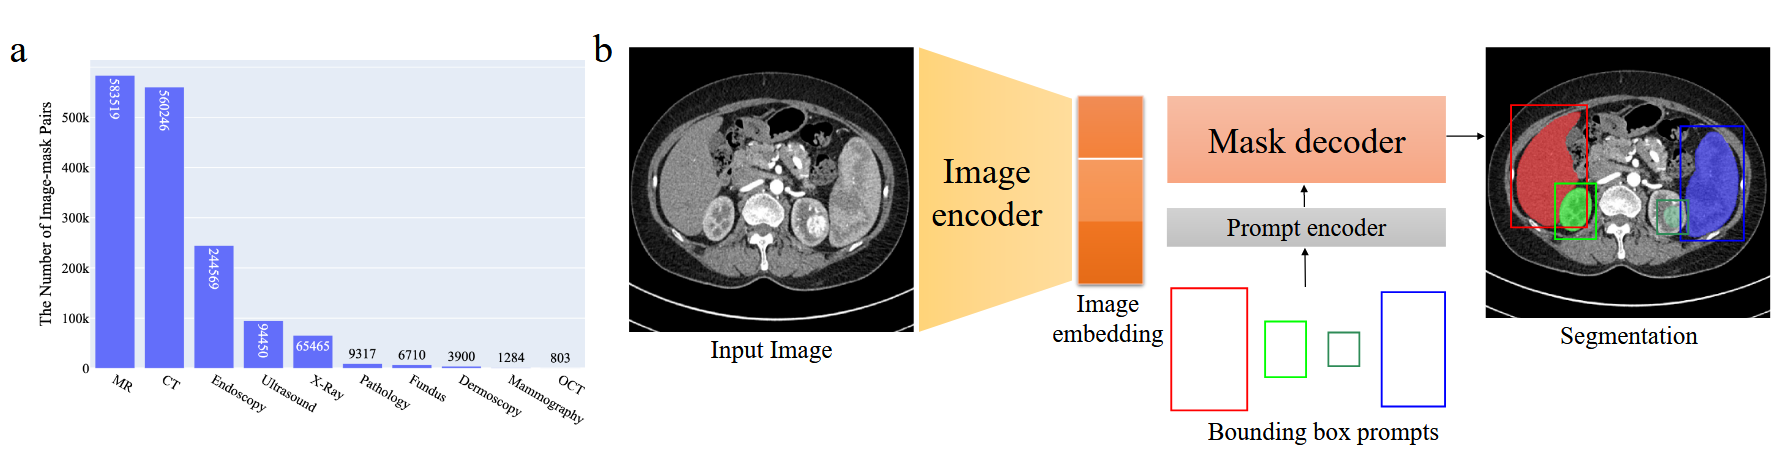 a
The Number of Image-mask Pairs
500k
400k
300k
200k
100k
0
583519
560246
244569
94450
65465
9317
6710
3900
1284
803
MR
CT
Endoscopy
Ultrasound
X-Ray
Pathology
Fundus
Dermoscopy
Mammography
OCT
b
Input Image
Image
encoder
Image
embedding
Mask decoder
Prompt encoder
Bounding box prompts
Segmentation